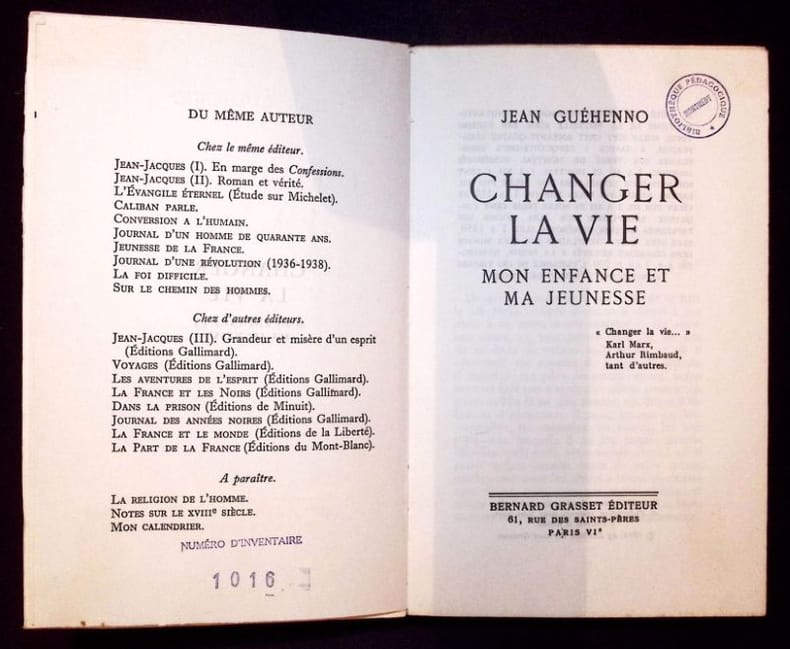 DU MÊME AUTEUR
Chez le même éditeur.
JEAN-JACQUES (I). En marge des Confessions.
JEAN-JACQUES (II). Roman et vérité.
L'ÉVANGILE ÉTERNEL (Étude sur Michelet).
CALIBAN PARLE.
CONVERSION A L'HUMAIN.
JOURNAL D'UN HOMME DE QUARANTE ANS.
JEUNESSE DE LA FRANCE.
JOURNAL D'UNE RÉVOLUTION (1936-1938).
LA FOI DIFFICILE.
SUR LE CHEMIN DES HOMMES.
Chez d'autres éditeurs.
JEAN-JACQUES (III). Grandeur et misère d'un esprit
(Éditions Gallimard).
VOYAGES (Éditions Gallimard).
LES AVENTURES DE L'ESPRIT (Éditions Gallimard).
LA FRANCE ET LES NOIRS (Éditions Gallimard).
DANS LA PRISON (Éditions de Minuit).
JOURNAL DES ANNÉES NOIRES (Éditions Gallimard).
LA FRANCE ET LE MONDE (Éditions de la Liberté).
LA PART DE LA FRANCE (Éditions du Mont-Blanc).
A paraître.
LA RELIGION DE L'HOMME.
NOTES SUR LE XVIIIe SIÈCLE.
MON CALENDRIER.
NUMÉRO D'INVENTAIRE
1016
JEAN GUÉHENNO
BIBLIOTHÈQUE PÉDAGOGIQUE
CHANGER
LA VIE
MON ENFANCE ET
MA JEUNESSE
« Changer la vie... »
Karl Marx,
Arthur Rimbaud,
tant d'autres.
BERNARD GRASSET ÉDITEUR
61, RUE DES SAINTS-PÈRES
PARIS VIe